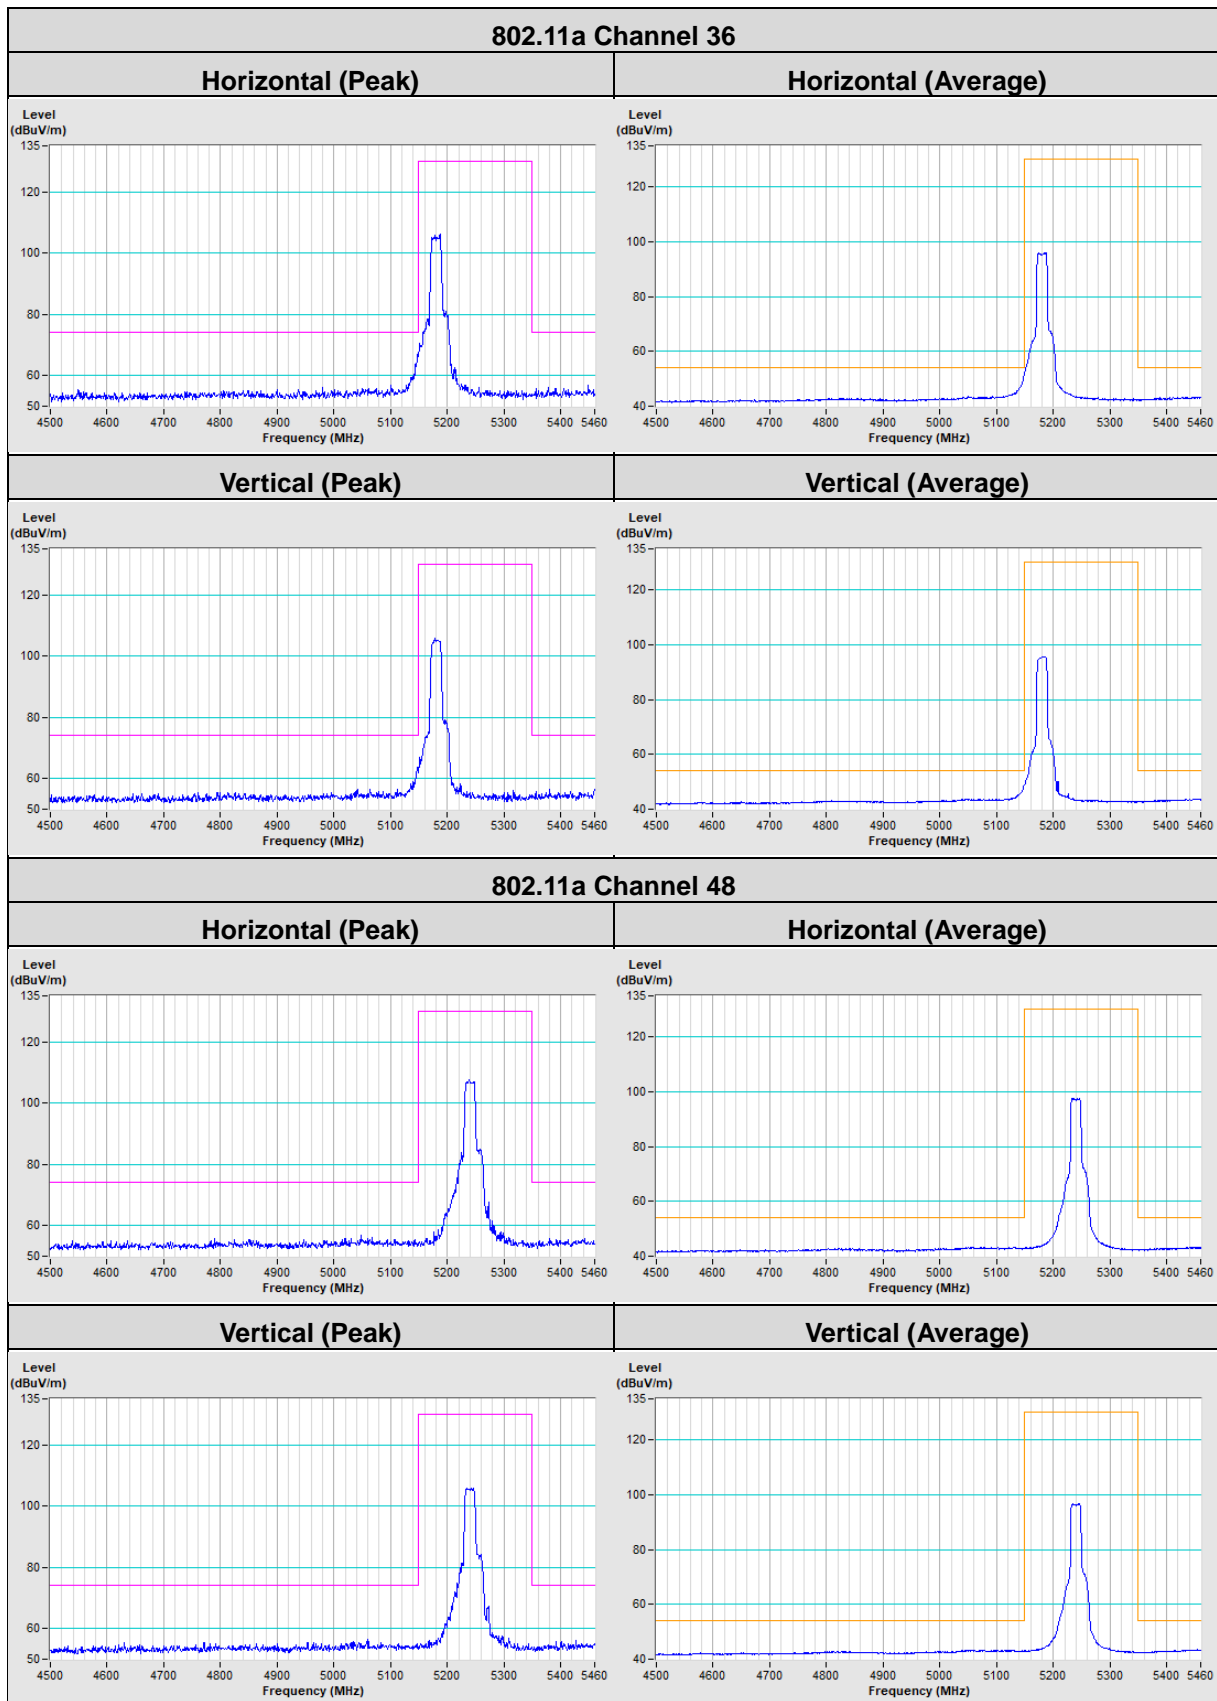 802.11a Channel 36
Horizontal (Peak) Horizontal (Average)
Level Level
(dBuV/m) (dBuV/m)
135 135
120 120
100 100
80 80
60 60
50 40
4500 4600 4700 4800 4900 5000 5100 5200 5300 5400 5460 4500 4600 4700 4800 4900 5000 5100 5200 5300 5400 5460
Frequency (MHz) Frequency (MHz)
Vertical (Peak) Vertical (Average)
Level Level
(dBuV/m) (dBuV/m)
135 135
120 120
100 100
80 80
60 60
50 40
4500 4600 4700 4800 4900 5000 5100 5200 5300 5400 5460 4500 4600 4700 4800 4900 5000 5100 5200 5300 5400 5460
Frequency (MHz) Frequency (MHz)
802.11a Channel 48
Horizontal (Peak) Horizontal (Average)
Level Level
(dBuV/m) (dBuV/m)
135 135
120 120
100 100
80 80
60 60
50 40
4500 4600 4700 4800 4900 5000 5100 5200 5300 5400 5460 4500 4600 4700 4800 4900 5000 5100 5200 5300 5400 5460
Frequency (MHz) Frequency (MHz)
Vertical (Peak) Vertical (Average)
Level Level
(dBuV/m) (dBuV/m)
135 135
120 120
100 100
80 80
60 60
50 40
4500 4600 4700 4800 4900 5000 5100 5200 5300 5400 5460 4500 4600 4700 4800 4900 5000 5100 5200 5300 5400 5460
Frequency (MHz) Frequency (MHz)